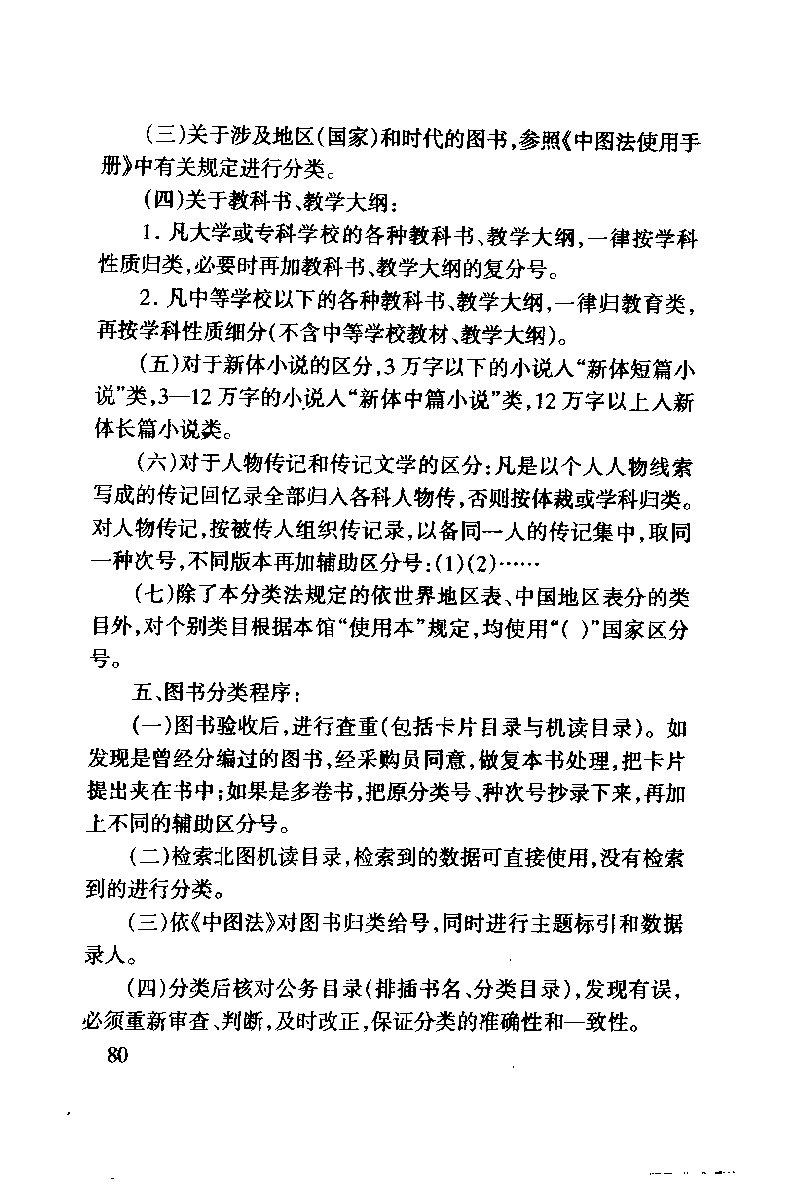 (三)关于涉及地区(国家)和时代的图书,参照《中图法使用手
册》中有关规定进行分类。
(四)关于教科书、教学大纲:
1. 凡大学或专科学校的各种教科书、教学大纲,一律按学科
性质归类,必要时再加教科书、教学大纲的复分号。
2. 凡中等学校以下的各种教科书、教学大纲,一律归教育类,
再按学科性质细分(不含中等学校教材、教学大纲)。
(五)对于新体小说的区分,3 万字以下的小说人“新体短篇小
说”类,3—12 万字的小说人“新体中篇小说”类,12 万字以上人新
体长篇小说类。
(六)对于人物传记和传记文学的区分:凡是以个人人物线索
写成的传记回忆录全部归入各科人物传,否则按体裁或学科归类。
对人物传记,按被传人组织传记录,以备同一人的传记集中,取同
一种次号,不同版本再加辅助区分号:(1)(2)……
(七)除了本分类法规定的依世界地区表、中国地区表分的类
目外,对个别类目根据本馆“使用本”规定,均使用“( )”国家区分
号。
五、图书分类程序:
(一)图书验收后,进行查重(包括卡片目录与机读目录)。如
发现是曾经分编过的图书,经采购员同意,做复本书处理,把卡片
提出夹在书中;如果是多卷书,把原分类号、种次号抄录下来,再加
上不同的辅助区分号。
(二)检索北图机读目录,检索到的数据可直接使用,没有检索
到的进行分类。
(三)依《中图法》对图书归类给号,同时进行主题标引和数据
录人。
(四)分类后核对公务目录(排插书名、分类目录),发现有误,
必须重新审查、判断,及时改正,保证分类的准确性和一致性。
80